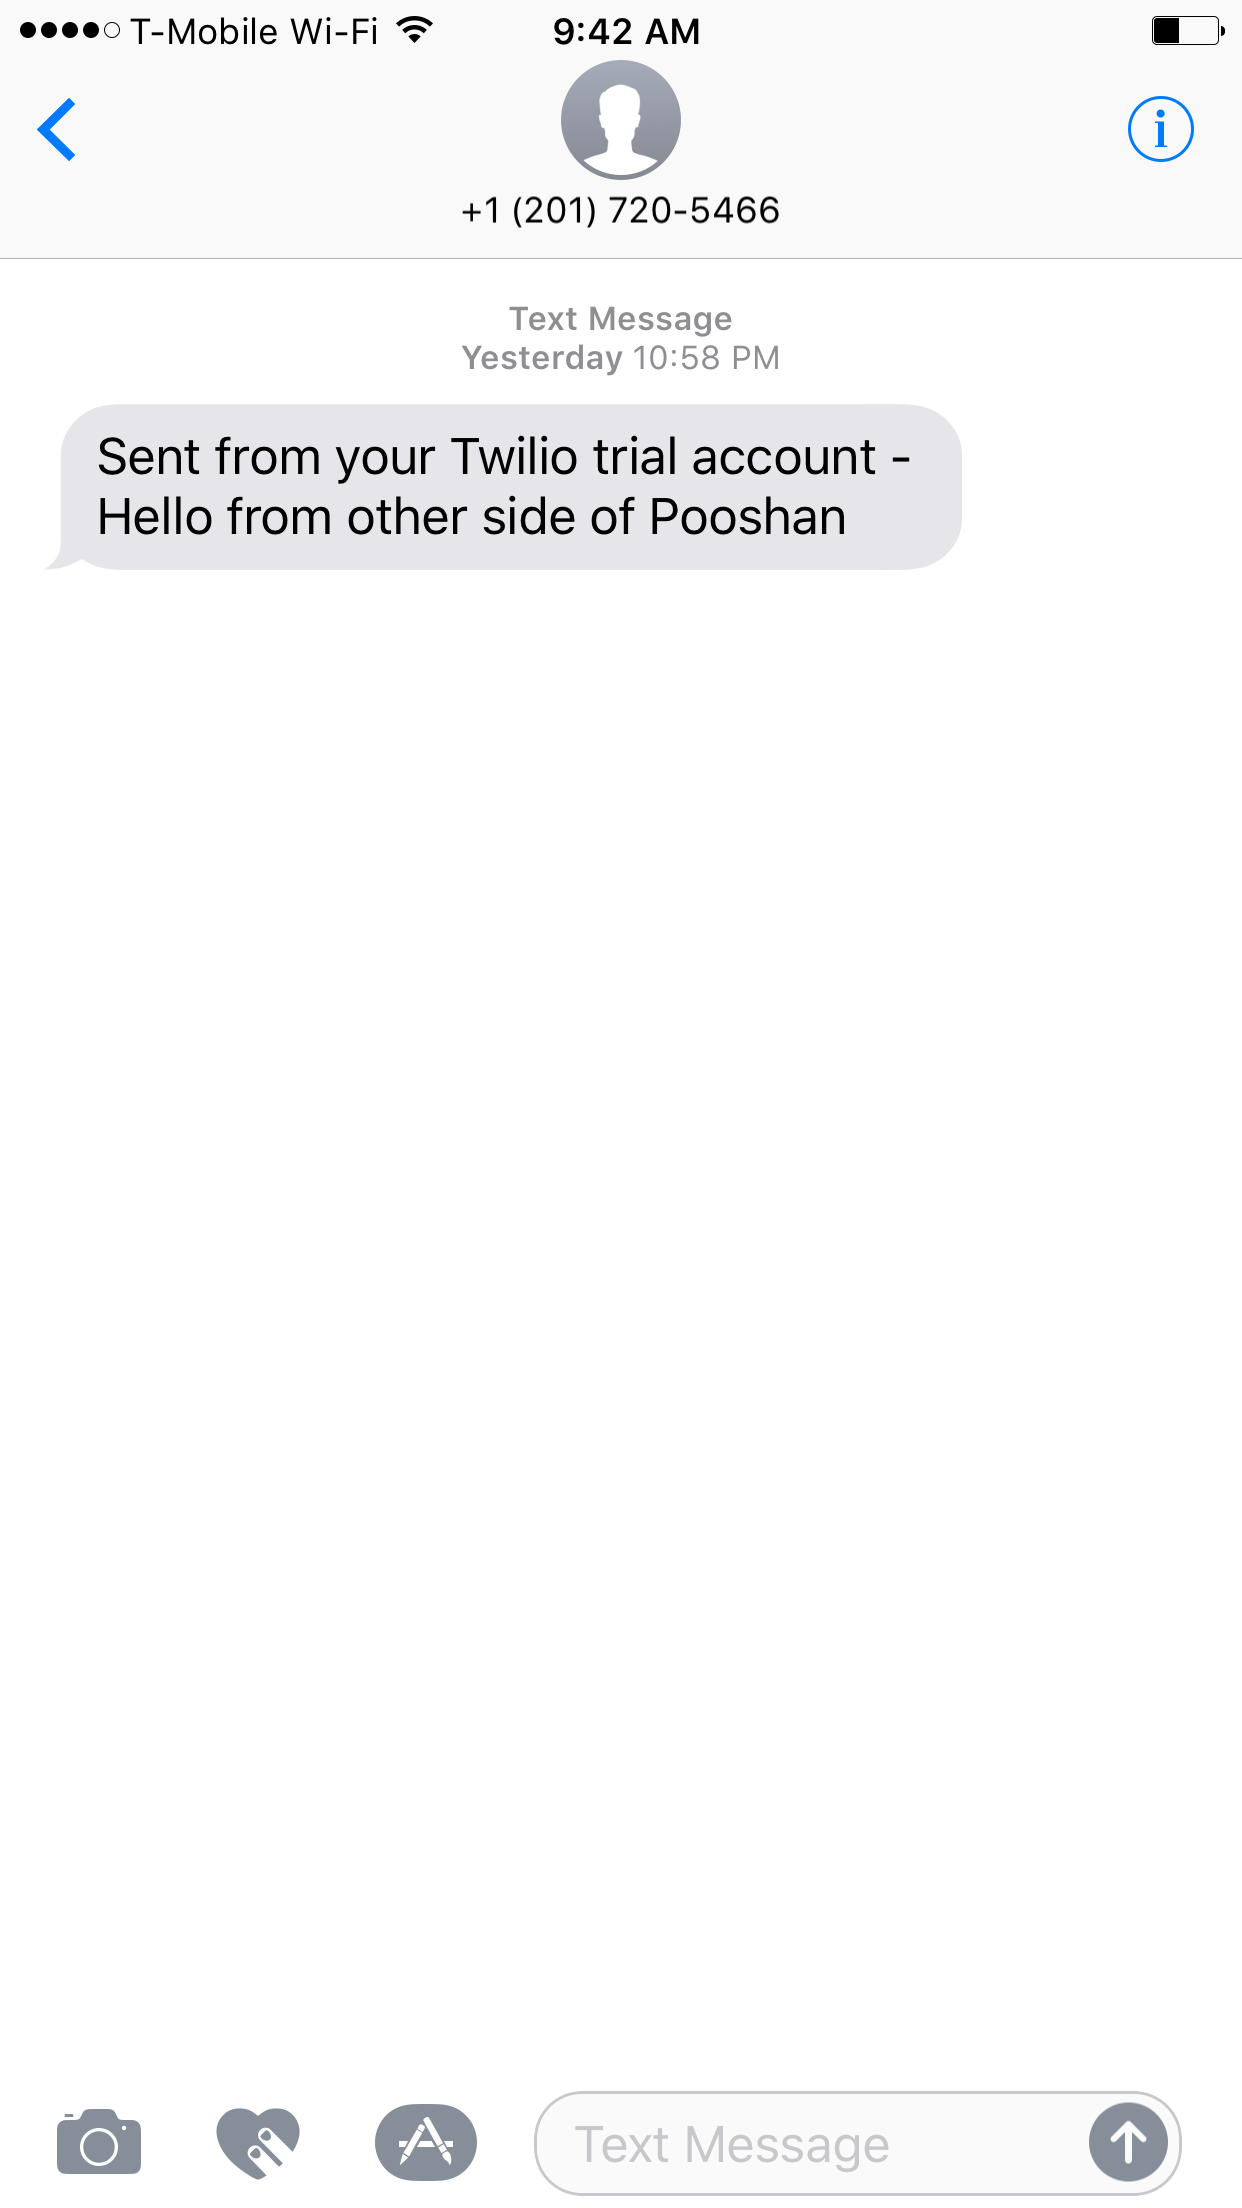 T-Mobile Wi-Fi 9:42 AM
i
+1 (201) 720-5466
Text Message
Yesterday 10:58 PM
Sent from your Twilio trial account -
Hello from other side of Pooshan
Text Message